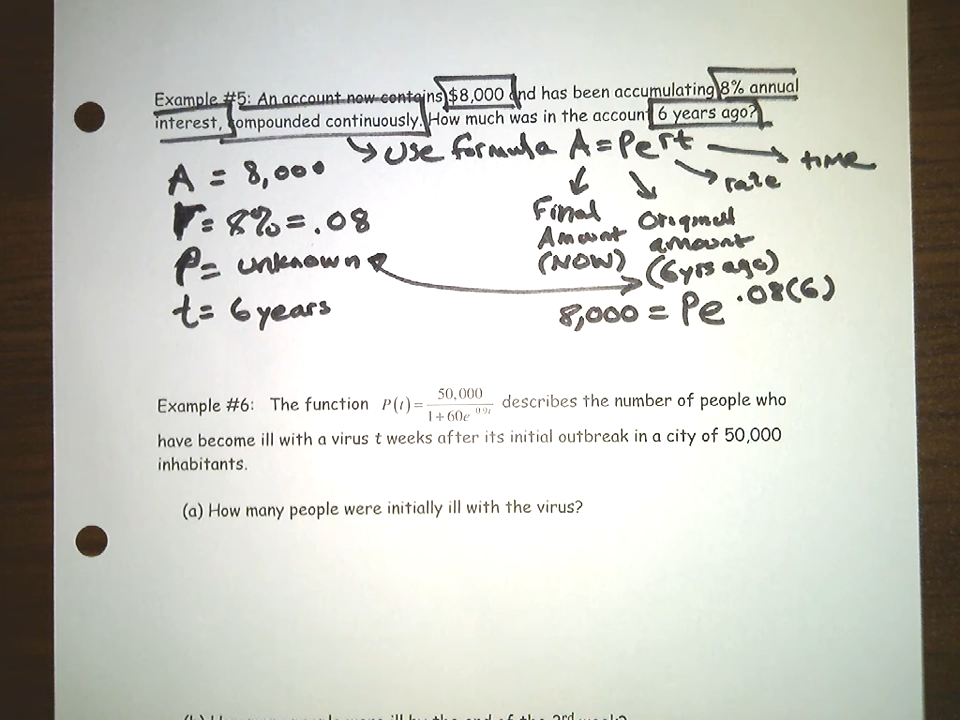 Example #5: An account now contains $8,000 and has been accumulating 8% annual
interest, compounded continuously. How much was in the account 6 years ago?
Use formula A = Pert
time
rate
A = 8,000
r = 8% = .08
P = unknown
t = 6 years
Final
Amount
(NOW)
Original
amount
(6yrs ago)
8,000 = Pe .08(6)
Example #6: The function P(t) = 50,000 / 1+60e 0.9t describes the number of people who
have become ill with a virus t weeks after its initial outbreak in a city of 50,000
inhabitants.
(a) How many people were initially ill with the virus?